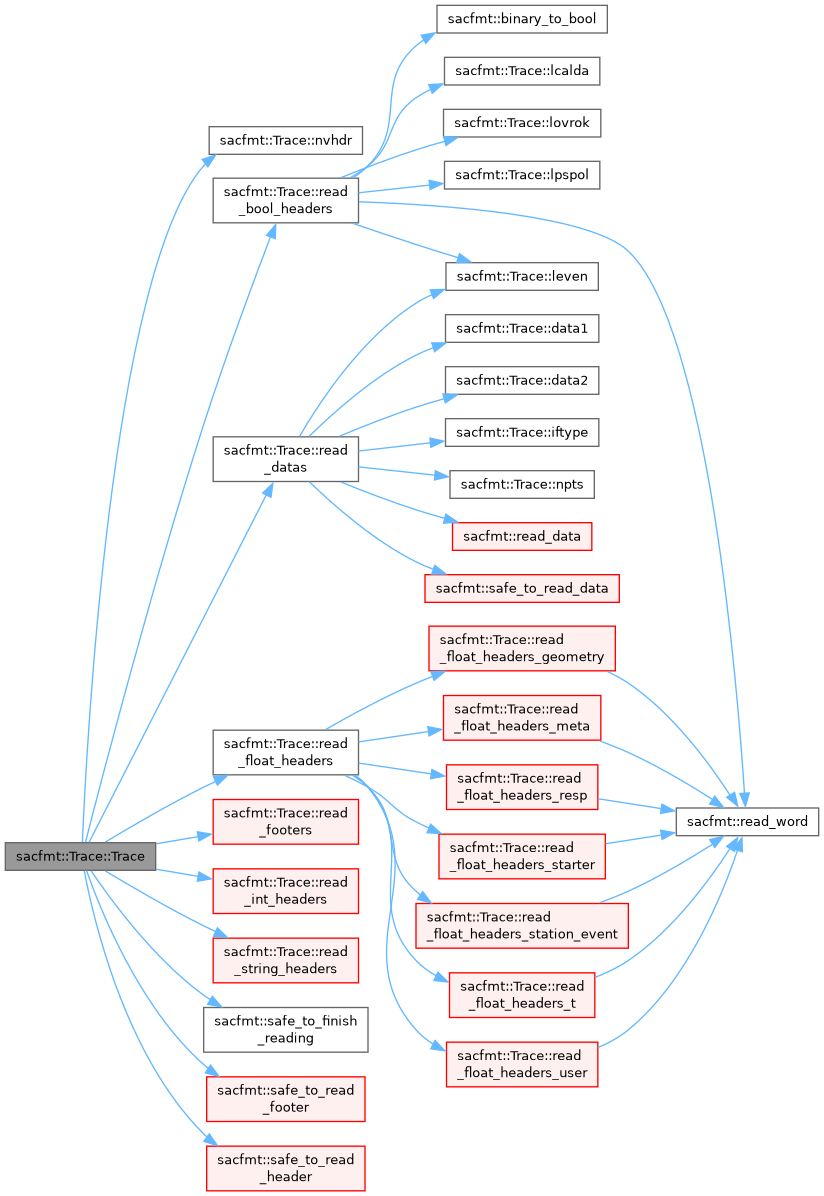 sacfmt::Trace::Trace
sacfmt::Trace::nvhdr
sacfmt::Trace::read
_bool_headers
sacfmt::binary_to_bool
sacfmt::Trace::lcalda
sacfmt::Trace::lovrok
sacfmt::Trace::lpspol
sacfmt::Trace::leven
sacfmt::Trace::read
_datas
sacfmt::Trace::data1
sacfmt::Trace::data2
sacfmt::Trace::iftype
sacfmt::Trace::npts
sacfmt::read_data
sacfmt::safe_to_read_data
sacfmt::Trace::read
_float_headers
sacfmt::Trace::read
_float_headers_geometry
sacfmt::Trace::read
_float_headers_meta
sacfmt::Trace::read
_float_headers_resp
sacfmt::Trace::read
_float_headers_starter
sacfmt::Trace::read
_float_headers_station_event
sacfmt::Trace::read
_float_headers_t
sacfmt::Trace::read
_float_headers_user
sacfmt::read_word
sacfmt::Trace::read
_footers
sacfmt::Trace::read
_int_headers
sacfmt::Trace::read
_string_headers
sacfmt::safe_to_finish
_reading
sacfmt::safe_to_read
_footer
sacfmt::safe_to_read
_header